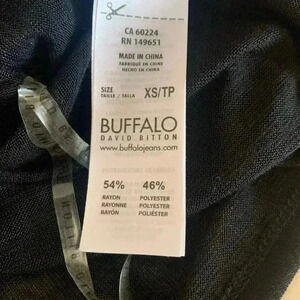 CA 60224
RN 149651
MADE IN CHINA
FABRIQUÉ EN CHINE
HECHO EN CHINA
SIZE
TAILLE / TALLA
XS/TP
BUFFALO
DAVID BITTON
www.buffalojeans.com
54% 46%
RAYON POLYESTER
RAYONNE POLYESTER
RAYÓN POLIÉSTER